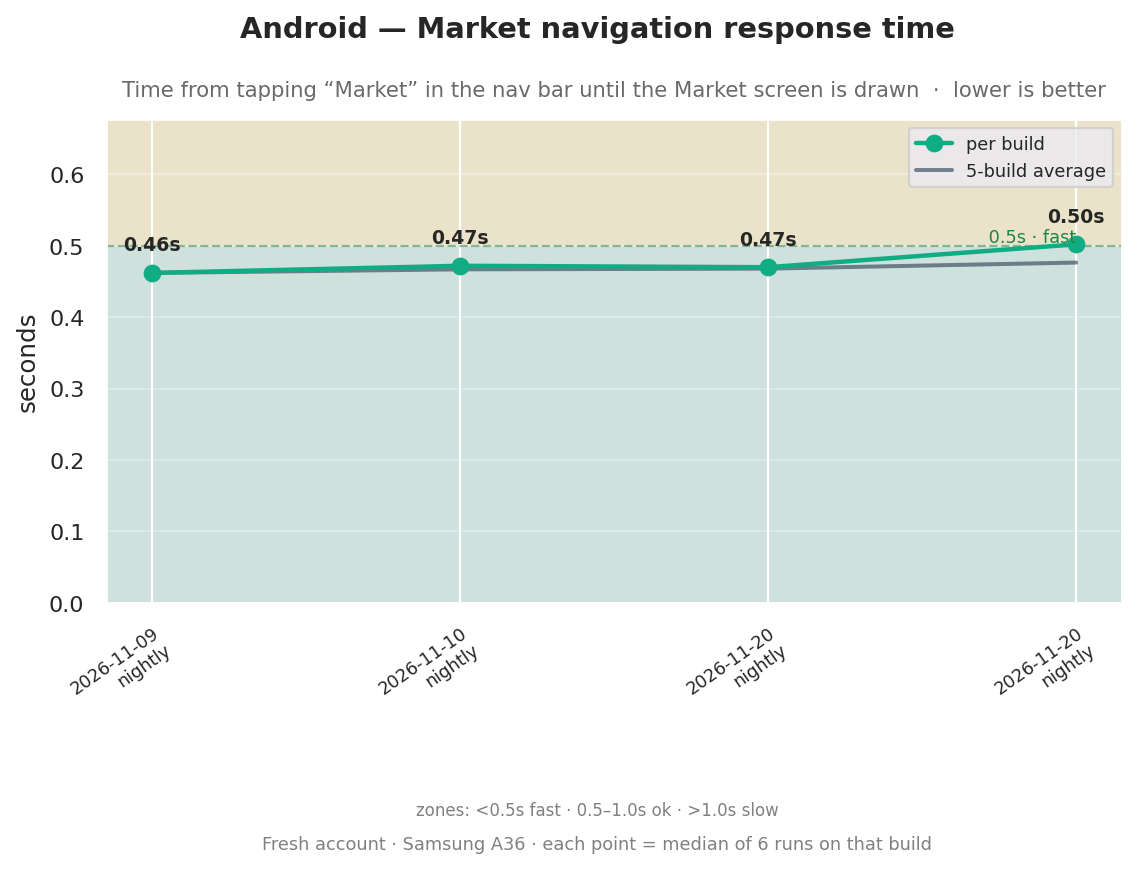 Android — Market navigation response time
Time from tapping “Market” in the nav bar until the Market screen is drawn · lower is better
per build
5-build average
0.46s
0.47s
0.47s
0.50s
0.5s · fast
seconds
0.6
0.5
0.4
0.3
0.2
0.1
0.0
2026-11-09
nightly
2026-11-10
nightly
2026-11-20
nightly
2026-11-20
nightly
zones: <0.5s fast · 0.5–1.0s ok · >1.0s slow
Fresh account · Samsung A36 · each point = median of 6 runs on that build